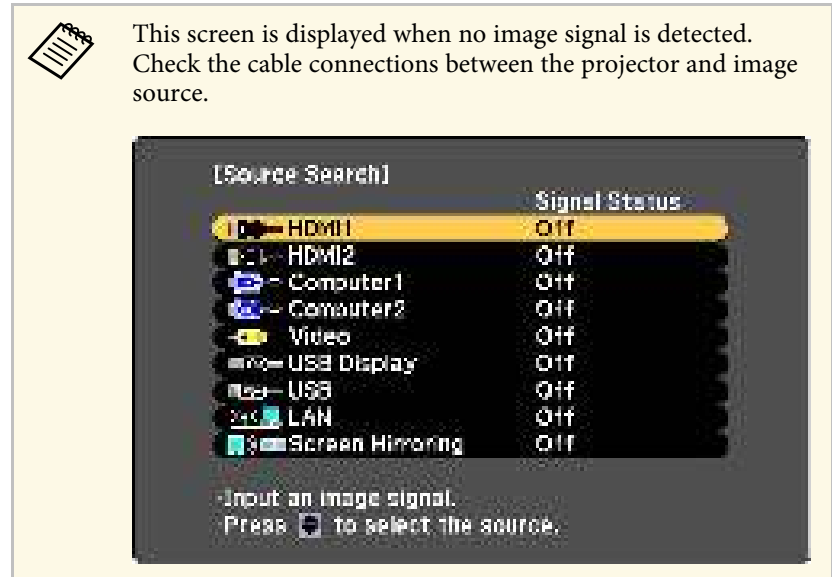 This screen is displayed when no image signal is detected.
Check the cable connections between the projector and image
source.
[Source Search]
Signal Status
HDMI1 Off
HDMI2 Off
Computer1 Off
Computer2 Off
Video Off
USB Display Off
USB Off
LAN Off
Screen Mirroring Off
·Input an image signal.
·Press to select the source.